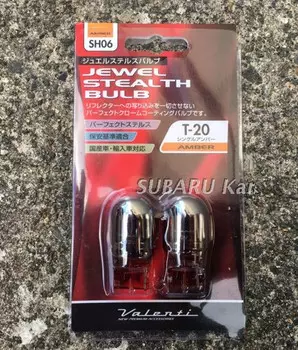 SH06
ジュエルステルスバルブ
JEWEL
STEALTH
BULB
リフレクターへの写り込みを一切させない
パーフェクトクロームコーティングバルブです。
パーフェクトステルス
保安基準適合
国産車・輸入車対応
T-20
シングルアンバー
AMBER
SUBARU Kar
Valenti